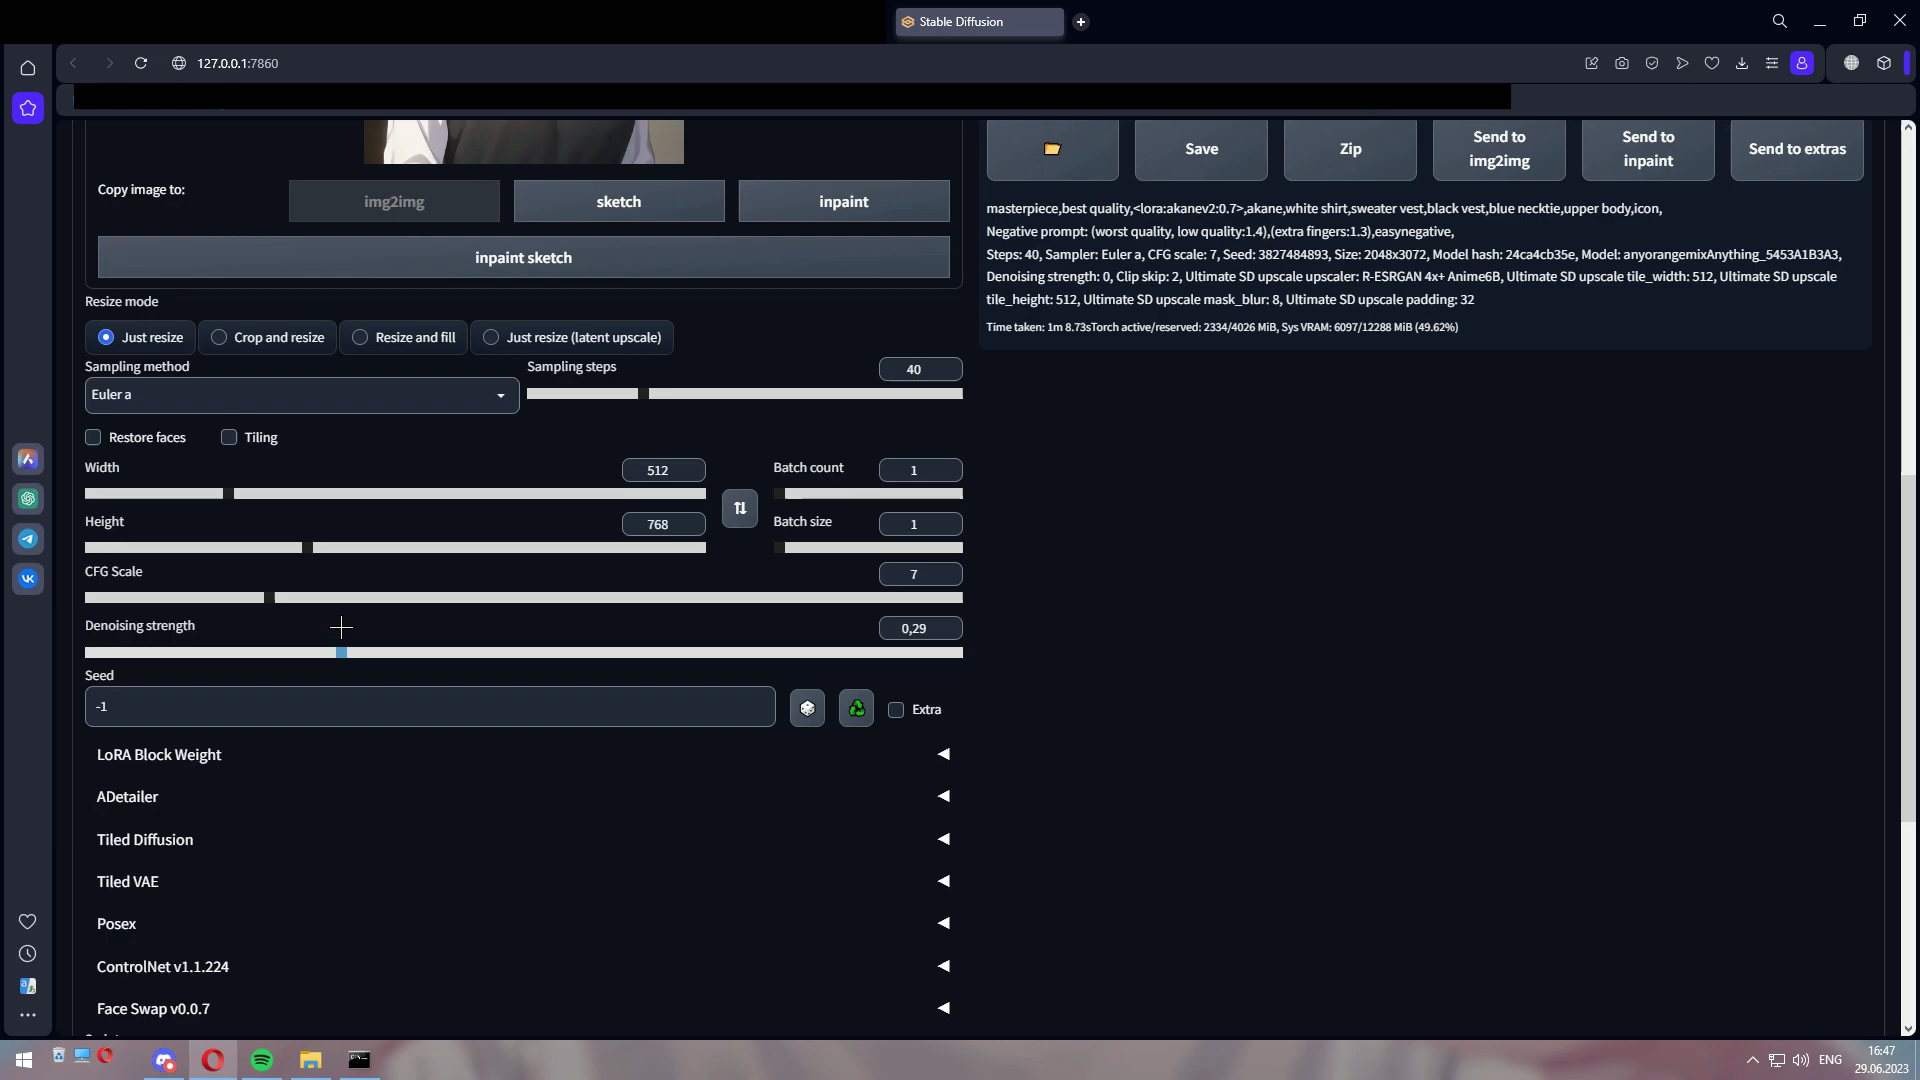 Stable Diffusion
127.0.0.1:7860
Copy image to:
img2img
sketch
inpaint
inpaint sketch
Resize mode
Just resize
Crop and resize
Resize and fill
Just resize (latent upscale)
Sampling method
Sampling steps
40
Euler a
Restore faces
Tiling
Width
512
Batch count
1
Height
768
Batch size
1
CFG Scale
7
Denoising strength
0,29
Seed
-1
Extra
LoRA Block Weight
ADetailer
Tiled Diffusion
Tiled VAE
Posex
ControlNet v1.1.224
Face Swap v0.0.7
Save
Zip
Send to
img2img
Send to
inpaint
Send to extras
masterpiece,best quality,<lora:akanev2:0.7>,akane,white shirt,sweater vest,black vest,blue necktie,upper body,icon,
Negative prompt: (worst quality, low quality:1.4),(extra fingers:1.3),easynegative,
Steps: 40, Sampler: Euler a, CFG scale: 7, Seed: 3827484893, Size: 2048x3072, Model hash: 24ca4cb35e, Model: anyorangemixAnything_5453A1B3A3,
Denoising strength: 0, Clip skip: 2, Ultimate SD upscale upscaler: R-ESRGAN 4x+ Anime6B, Ultimate SD upscale tile_width: 512, Ultimate SD upscale
tile_height: 512, Ultimate SD upscale mask_blur: 8, Ultimate SD upscale padding: 32
Time taken: 1m 8.73sTorch active/reserved: 2334/4026 MiB, Sys VRAM: 6097/12288 MiB (49.62%)
ENG
16:47
29.06.2023